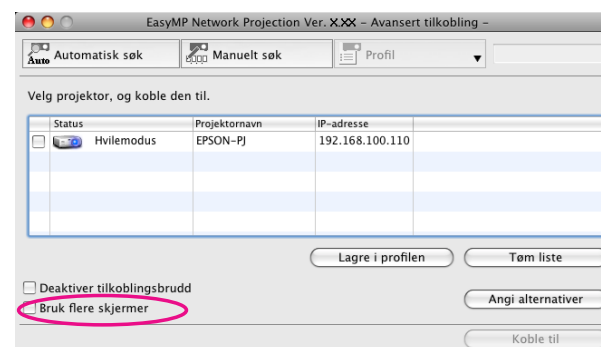 EasyMP Network Projection Ver. X.XX – Avansert tilkobling –
Auto Automatisk søk Manuelt søk Profil
Velg projektor, og koble den til.
Status Projektornavn IP-adresse
Hvilemodus EPSON-PJ 192.168.100.110
Lagre i profilen Tøm liste
Deaktiver tilkoblingsbrudd
Bruk flere skjermer
Angi alternativer
Koble til